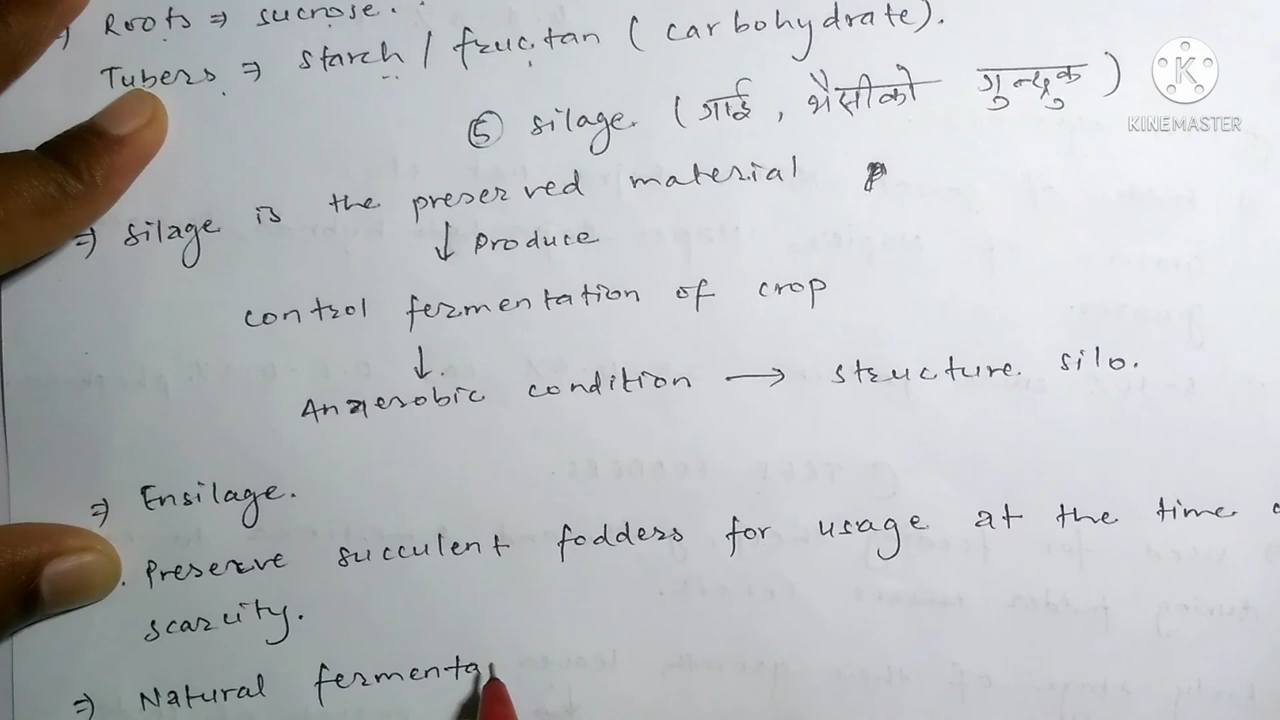 ⇒ Roots ⇒ sucrose.
Tubers ⇒ starch / fructan ( carbohydrate ).
⑤ silage. ( गाई , भैसीको गुन्द्रुक )
⇒ silage is the preserved material
↓ produce
control fermentation of crop
↓
Anaerobic condition → structure silo.
⇒ Ensilage.
. Preserve succulent fodders for usage at the time
scarcity.
⇒ Natural fermenta
KINEMASTER